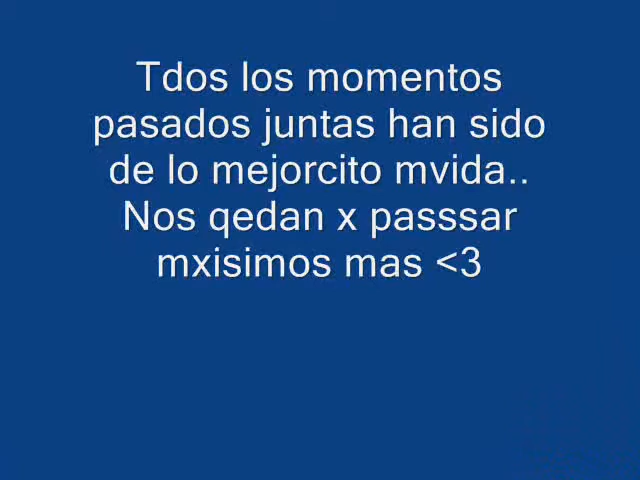 Tdos los momentos
pasados juntas han sido
de lo mejorcito mvida..
Nos qedan x passsar
mxisimos mas <3